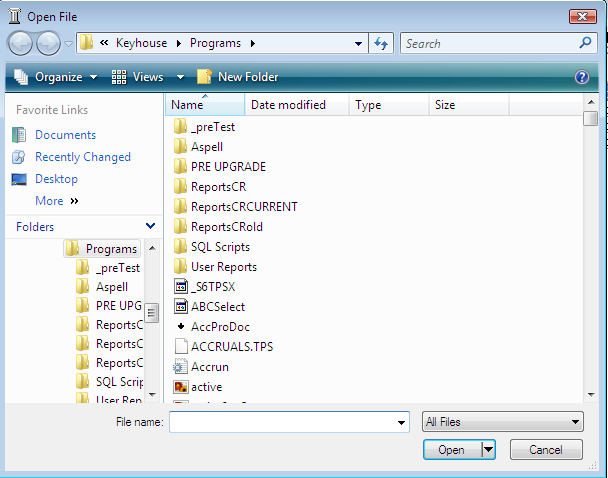 Open File
« Keyhouse Programs
Search
Organize Views New Folder
Favorite Links
Documents
Recently Changed
Desktop
More »
Folders
Programs
_preTest
Aspell
PRE UPG
ReportsC
ReportsC
ReportsC
SQL Scrip
User Rep
Name Date modified Type Size
_preTest
Aspell
PRE UPGRADE
ReportsCR
ReportsCRCURRENT
ReportsCRold
SQL Scripts
User Reports
_S6TPSX
ABCSelect
AccProDoc
ACCRUALS.TPS
Accrun
active
File name:
All Files
Open Cancel